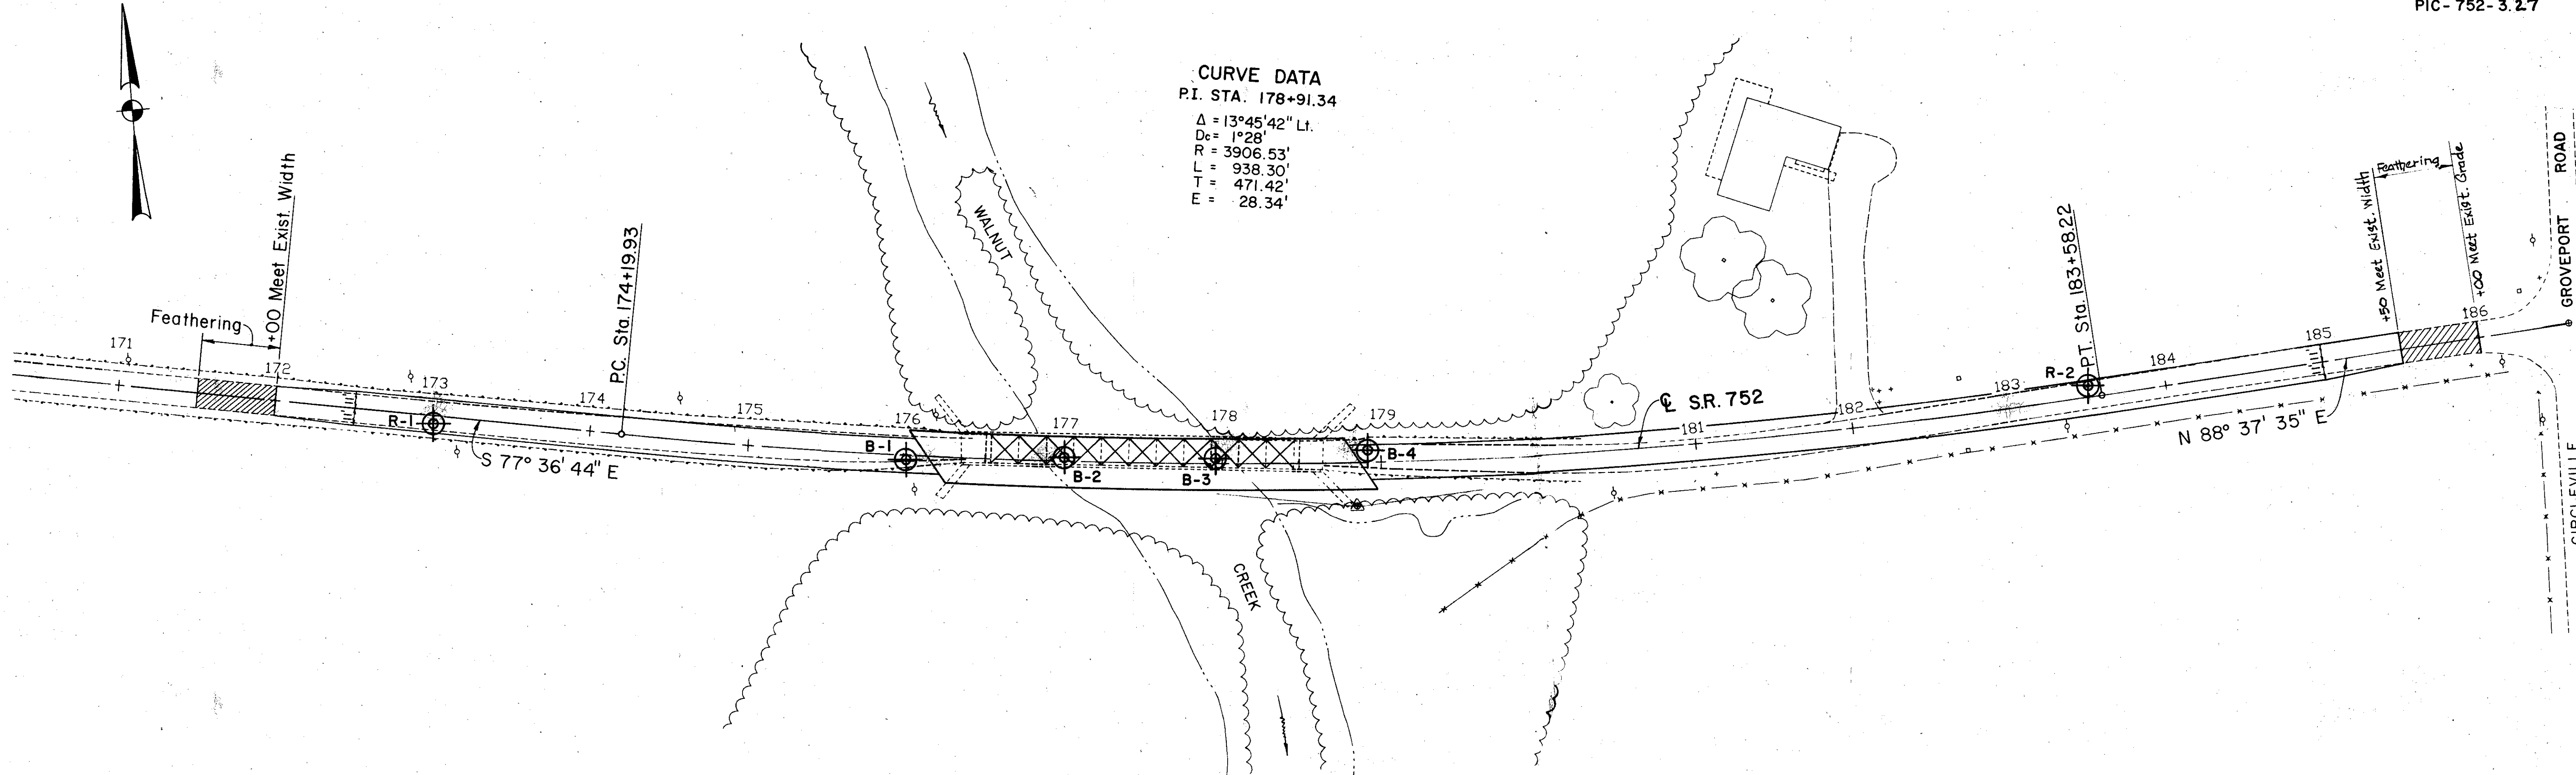 PIC-752-3.27
CURVE DATA
P.I. STA. 178+91.34
Δ = 13°45'42" Lt.
Dc = 1°28'
R = 3906.53'
L = 938.30'
T = 471.42'
E = 28.34'
Feathering
+00 Meet Exist. Width
P.C. Sta. 174+19.93
WALNUT
P.T. Sta. 183+58.22
+50 Meet Exist. Width
Feathering
+00 Meet Exist. Grade
GROVEPORT ROAD
171
172
173
174
175
176
177
178
179
181
182
183
184
185
186
R-1
S 77° 36' 44" E
B-1
B-2
B-3
B-4
℄ S.R. 752
R-2
N 88° 37' 35" E
CREEK
CIRCLEVILLE